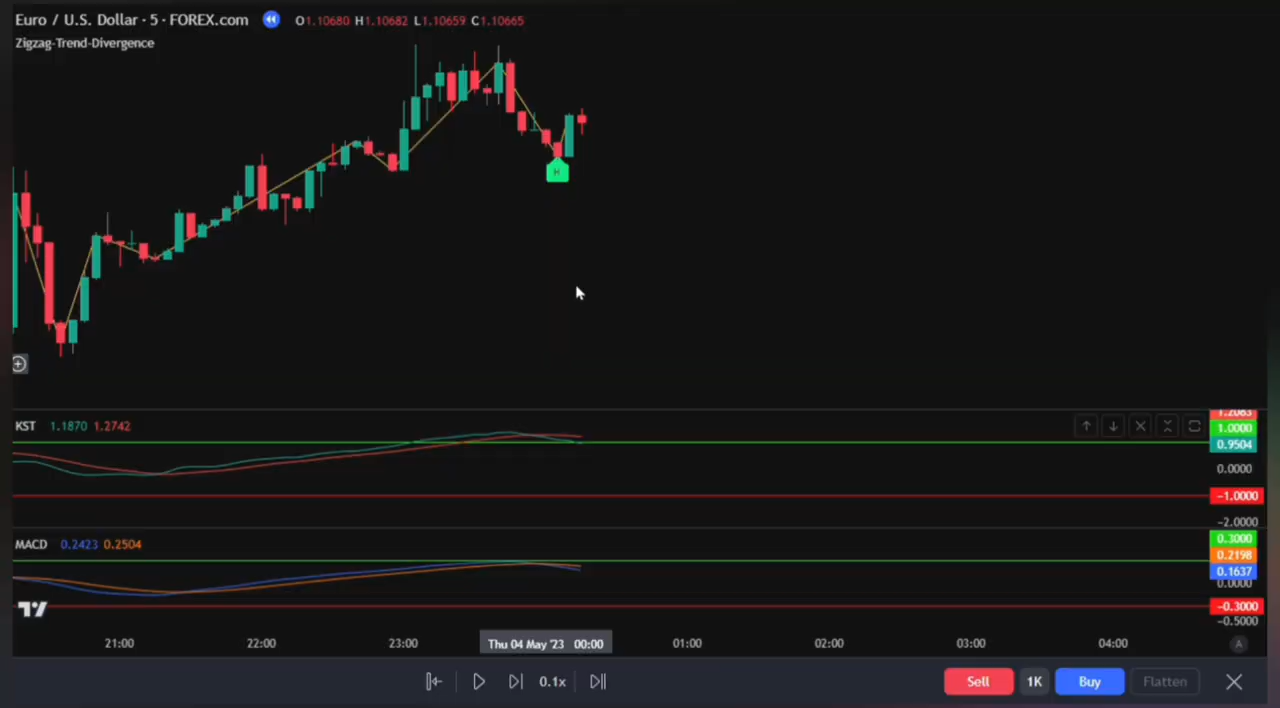 Euro / U.S. Dollar · 5 · FOREX.com O1.10680 H1.10682 L1.10659 C1.10665
Zigzag-Trend-Divergence
H
KST 1.1870 1.2742
1.2083
1.0000
0.9504
0.0000
−1.0000
−2.0000
MACD 0.2423 0.2504
0.3000
0.2198
0.1637
0.0000
−0.3000
−0.5000
21:00 22:00 23:00 Thu 04 May '23 00:00 01:00 02:00 03:00 04:00 A
0.1x Sell 1K Buy Flatten